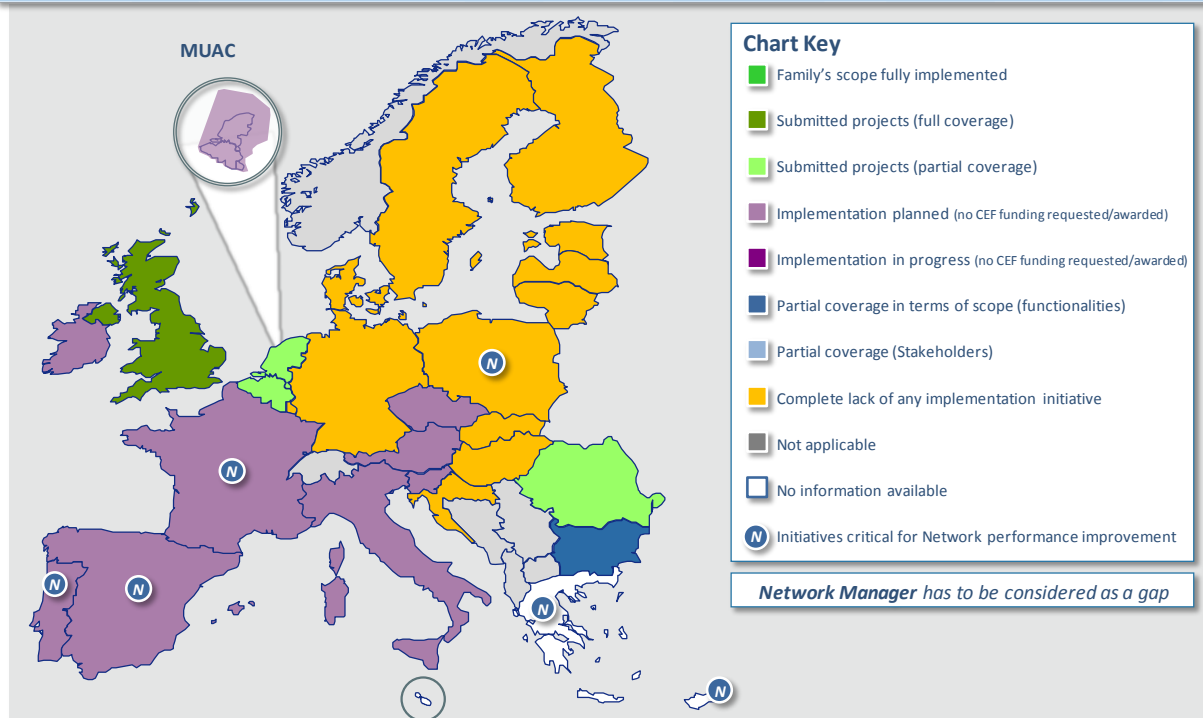 MUAC
N
N
N
N
N
N
Chart Key
Family's scope fully implemented
Submitted projects (full coverage)
Submitted projects (partial coverage)
Implementation planned (no CEF funding requested/awarded)
Implementation in progress (no CEF funding requested/awarded)
Partial coverage in terms of scope (functionalities)
Partial coverage (Stakeholders)
Complete lack of any implementation initiative
Not applicable
No information available
N Initiatives critical for Network performance improvement
Network Manager has to be considered as a gap